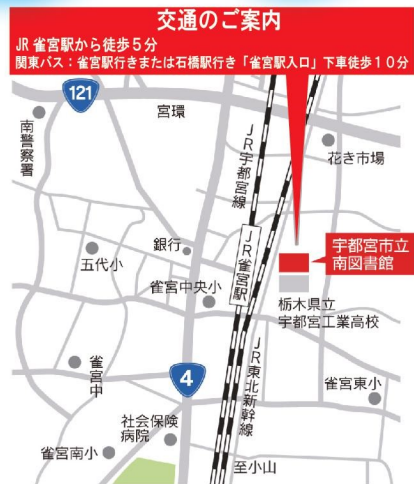 交通のご案内
JR 雀宮駅から徒歩5分
関東バス：雀宮駅行きまたは石橋駅行き「雀宮駅入口」下車徒歩10分
121
宮環
南警察署
JR宇都宮線
花き市場
銀行
五代小
JR雀宮駅
宇都宮市立
南図書館
雀宮中央小
栃木県立
宇都宮工業高校
雀宮中
4
JR東北新幹線
雀宮東小
社会保険
病院
雀宮南小
至小山